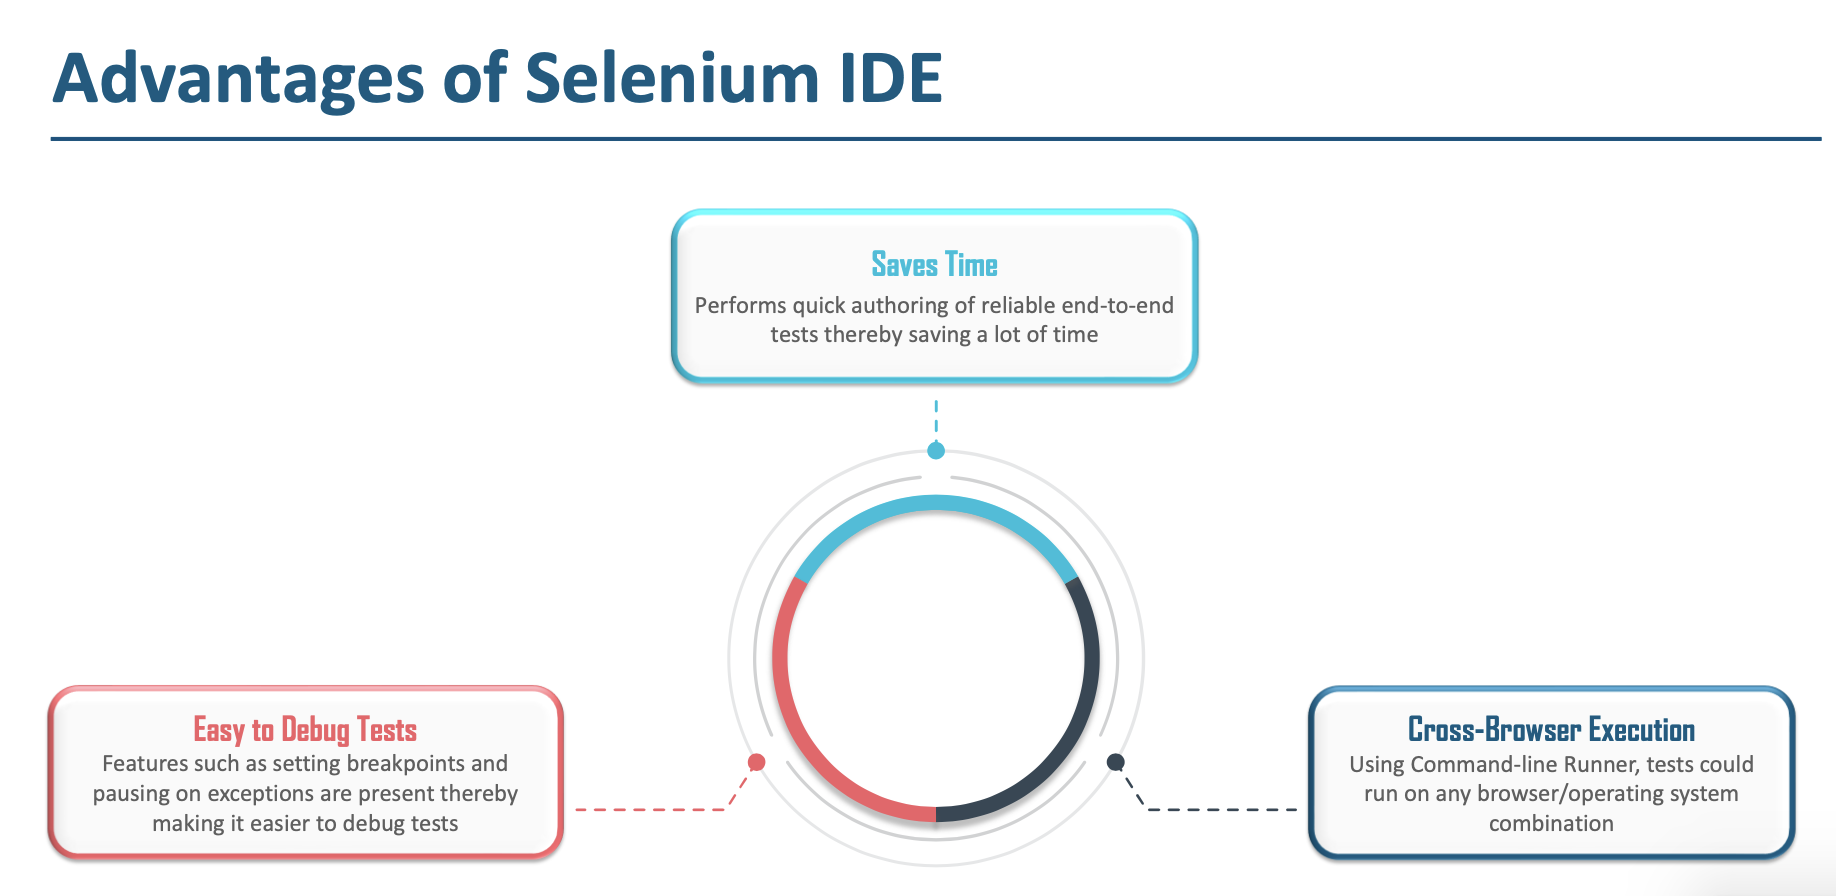 Advantages of Selenium IDE
Saves Time
Performs quick authoring of reliable end-to-end
tests thereby saving a lot of time
Easy to Debug Tests
Features such as setting breakpoints and
pausing on exceptions are present thereby
making it easier to debug tests
Cross-Browser Execution
Using Command-line Runner, tests could
run on any browser/operating system
combination